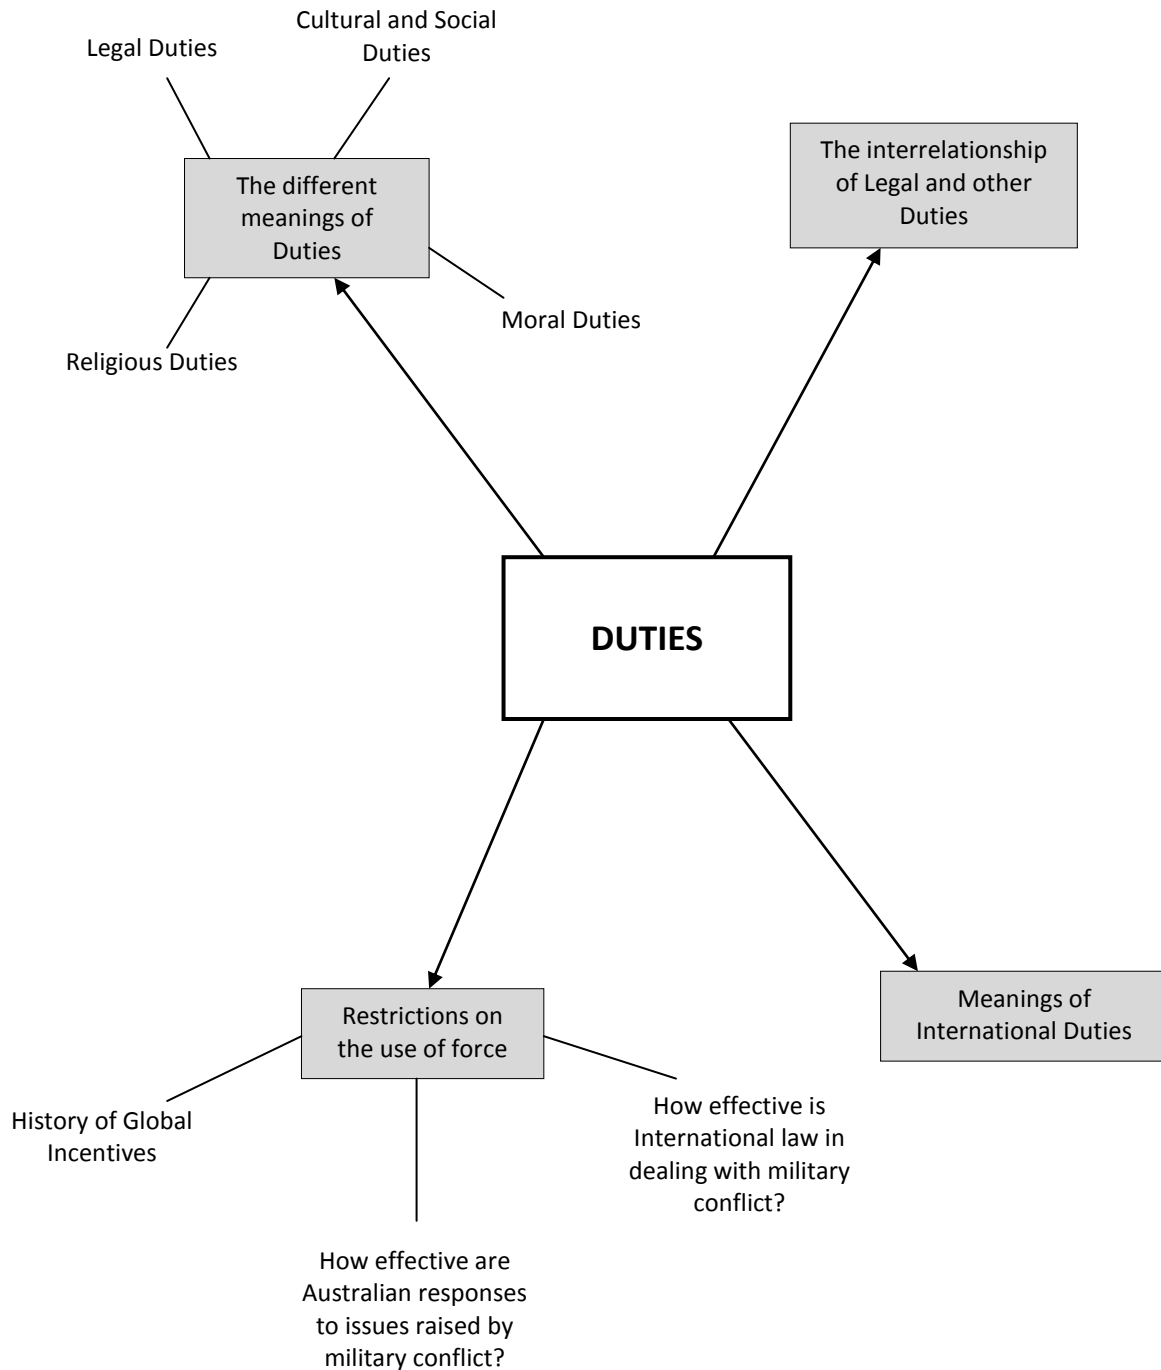 Cultural and Social
Duties
Legal Duties
The different
meanings of
Duties
Moral Duties
Religious Duties
The interrelationship
of Legal and other
Duties
DUTIES
Restrictions on
the use of force
History of Global
Incentives
How effective are
Australian responses
to issues raised by
military conflict?
How effective is
International law in
dealing with military
conflict?
Meanings of
International Duties